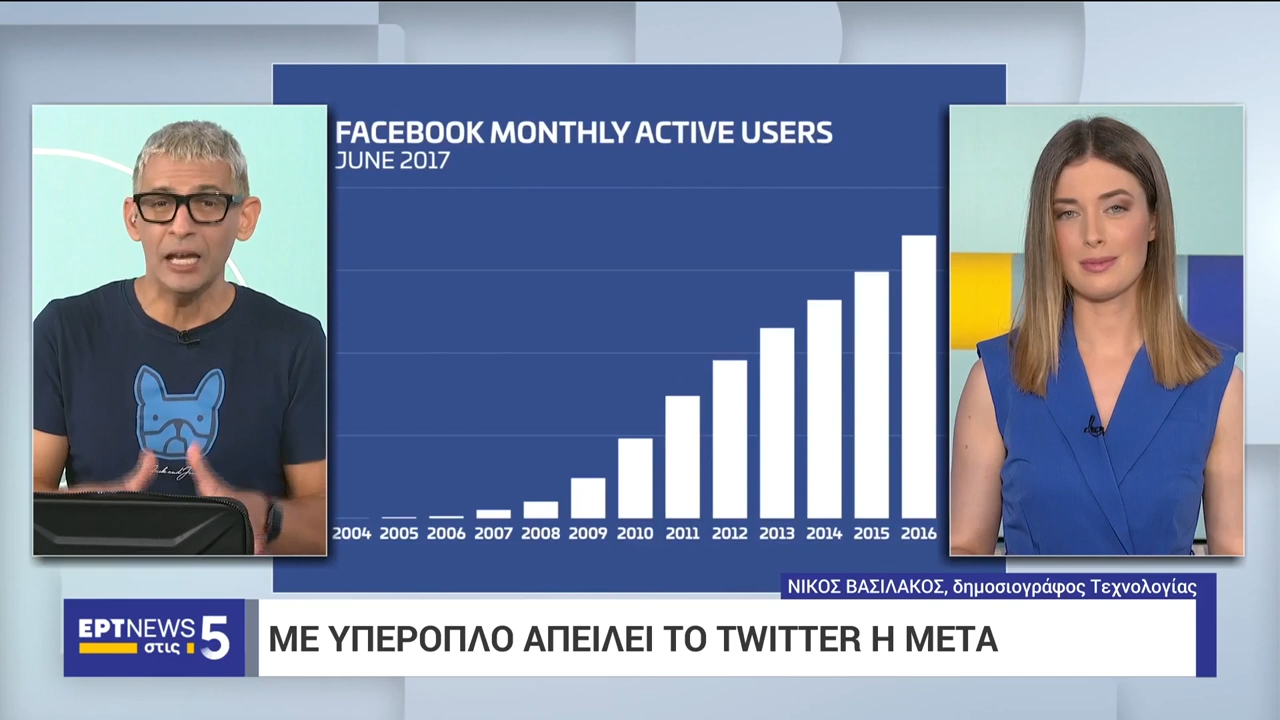 FACEBOOK MONTHLY ACTIVE USERS
JUNE 2017
2004 2005 2006 2007 2008 2009 2010 2011 2012 2013 2014 2015 2016
ΝΙΚΟΣ ΒΑΣΙΛΑΚΟΣ, δημοσιογράφος Τεχνολογίας
ΕΡΤNEWS
στις 5
ΜΕ ΥΠΕΡΟΠΛΟ ΑΠΕΙΛΕΙ ΤΟ TWITTER Η META